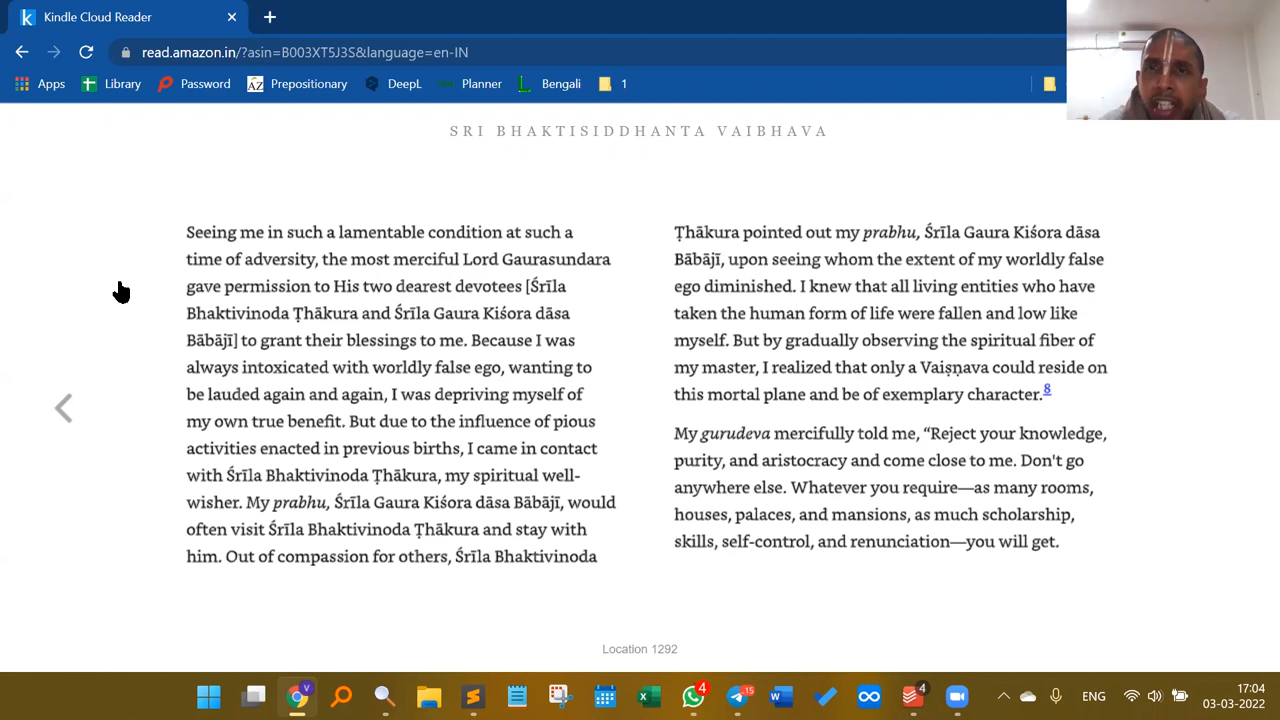 Kindle Cloud Reader
read.amazon.in/?asin=B003XT5J3S&language=en-IN
Apps Library Password Prepositionary DeepL Planner Bengali 1
SRI BHAKTISIDDHANTA VAIBHAVA
Seeing me in such a lamentable condition at such a
time of adversity, the most merciful Lord Gaurasundara
gave permission to His two dearest devotees [Śrīla
Bhaktivinoda Ṭhākura and Śrīla Gaura Kiśora dāsa
Bābājī] to grant their blessings to me. Because I was
always intoxicated with worldly false ego, wanting to
be lauded again and again, I was depriving myself of
my own true benefit. But due to the influence of pious
activities enacted in previous births, I came in contact
with Śrīla Bhaktivinoda Ṭhākura, my spiritual well-
wisher. My prabhu, Śrīla Gaura Kiśora dāsa Bābājī, would
often visit Śrīla Bhaktivinoda Ṭhākura and stay with
him. Out of compassion for others, Śrīla Bhaktivinoda
Ṭhākura pointed out my prabhu, Śrīla Gaura Kiśora dāsa
Bābājī, upon seeing whom the extent of my worldly false
ego diminished. I knew that all living entities who have
taken the human form of life were fallen and low like
myself. But by gradually observing the spiritual fiber of
my master, I realized that only a Vaiṣṇava could reside on
this mortal plane and be of exemplary character.8
My gurudeva mercifully told me, “Reject your knowledge,
purity, and aristocracy and come close to me. Don't go
anywhere else. Whatever you require—as many rooms,
houses, palaces, and mansions, as much scholarship,
skills, self-control, and renunciation—you will get.
Location 1292
4 15 4 ENG 17:04
03-03-2022